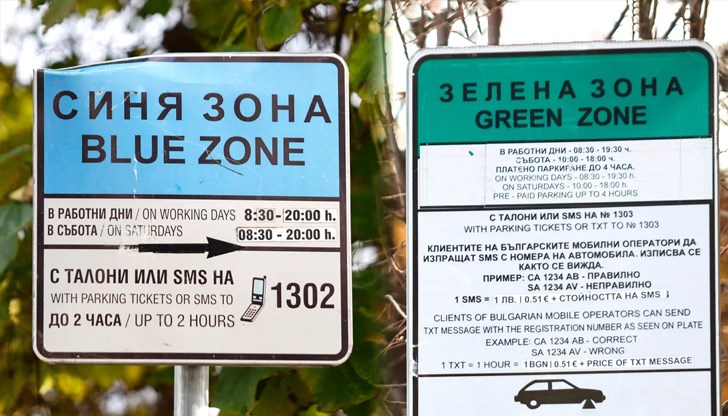 СИНЯ ЗОНА
BLUE ZONE
В РАБОТНИ ДНИ / ON WORKING DAYS 8:30-20:00 h.
В СЪБОТА / ON SATURDAYS 08:30 - 20:00 h.
С ТАЛОНИ ИЛИ SMS НА
WITH PARKING TICKETS OR SMS TO
1302
ДО 2 ЧАСА / UP TO 2 HOURS
ЗЕЛЕНА ЗОНА
GREEN ZONE
В РАБОТНИ ДНИ - 08:30 - 19:30 ч.
СЪБОТА - 10:00 - 18:00 ч.
ПЛАТЕНО ПАРКИРАНЕ ДО 4 ЧАСА.
ON WORKING DAYS - 08:30 - 19:30 h.
ON SATURDAYS - 10:00 - 18:00 h.
PRE - PAID PARKING UP TO 4 HOURS
С ТАЛОНИ ИЛИ SMS НА № 1303
WITH PARKING TICKETS OR TXT TO № 1303
КЛИЕНТИТЕ НА БЪЛГАРСКИТЕ МОБИЛНИ ОПЕРАТОРИ ДА
ИЗПРАЩАТ SMS С НОМЕРА НА АВТОМОБИЛА. ИЗПИСВА СЕ
КАКТО СЕ ВИЖДА.
ПРИМЕР: CA 1234 AB - ПРАВИЛНО
SA 1234 AV - НЕПРАВИЛНО
1 SMS = 1 ЛВ. | 0.51€ + СТОЙНОСТТА НА SMS
CLIENTS OF BULGARIAN MOBILE OPERATORS CAN SEND
TXT MESSAGE WITH THE REGISTRATION NUMBER AS SEEN ON PLATE
EXAMPLE: CA 1234 AB - CORRECT
SA 1234 AV - WRONG
1 TXT = 1 HOUR = 1BGN | 0.51€ + PRICE OF TXT MESSAGE